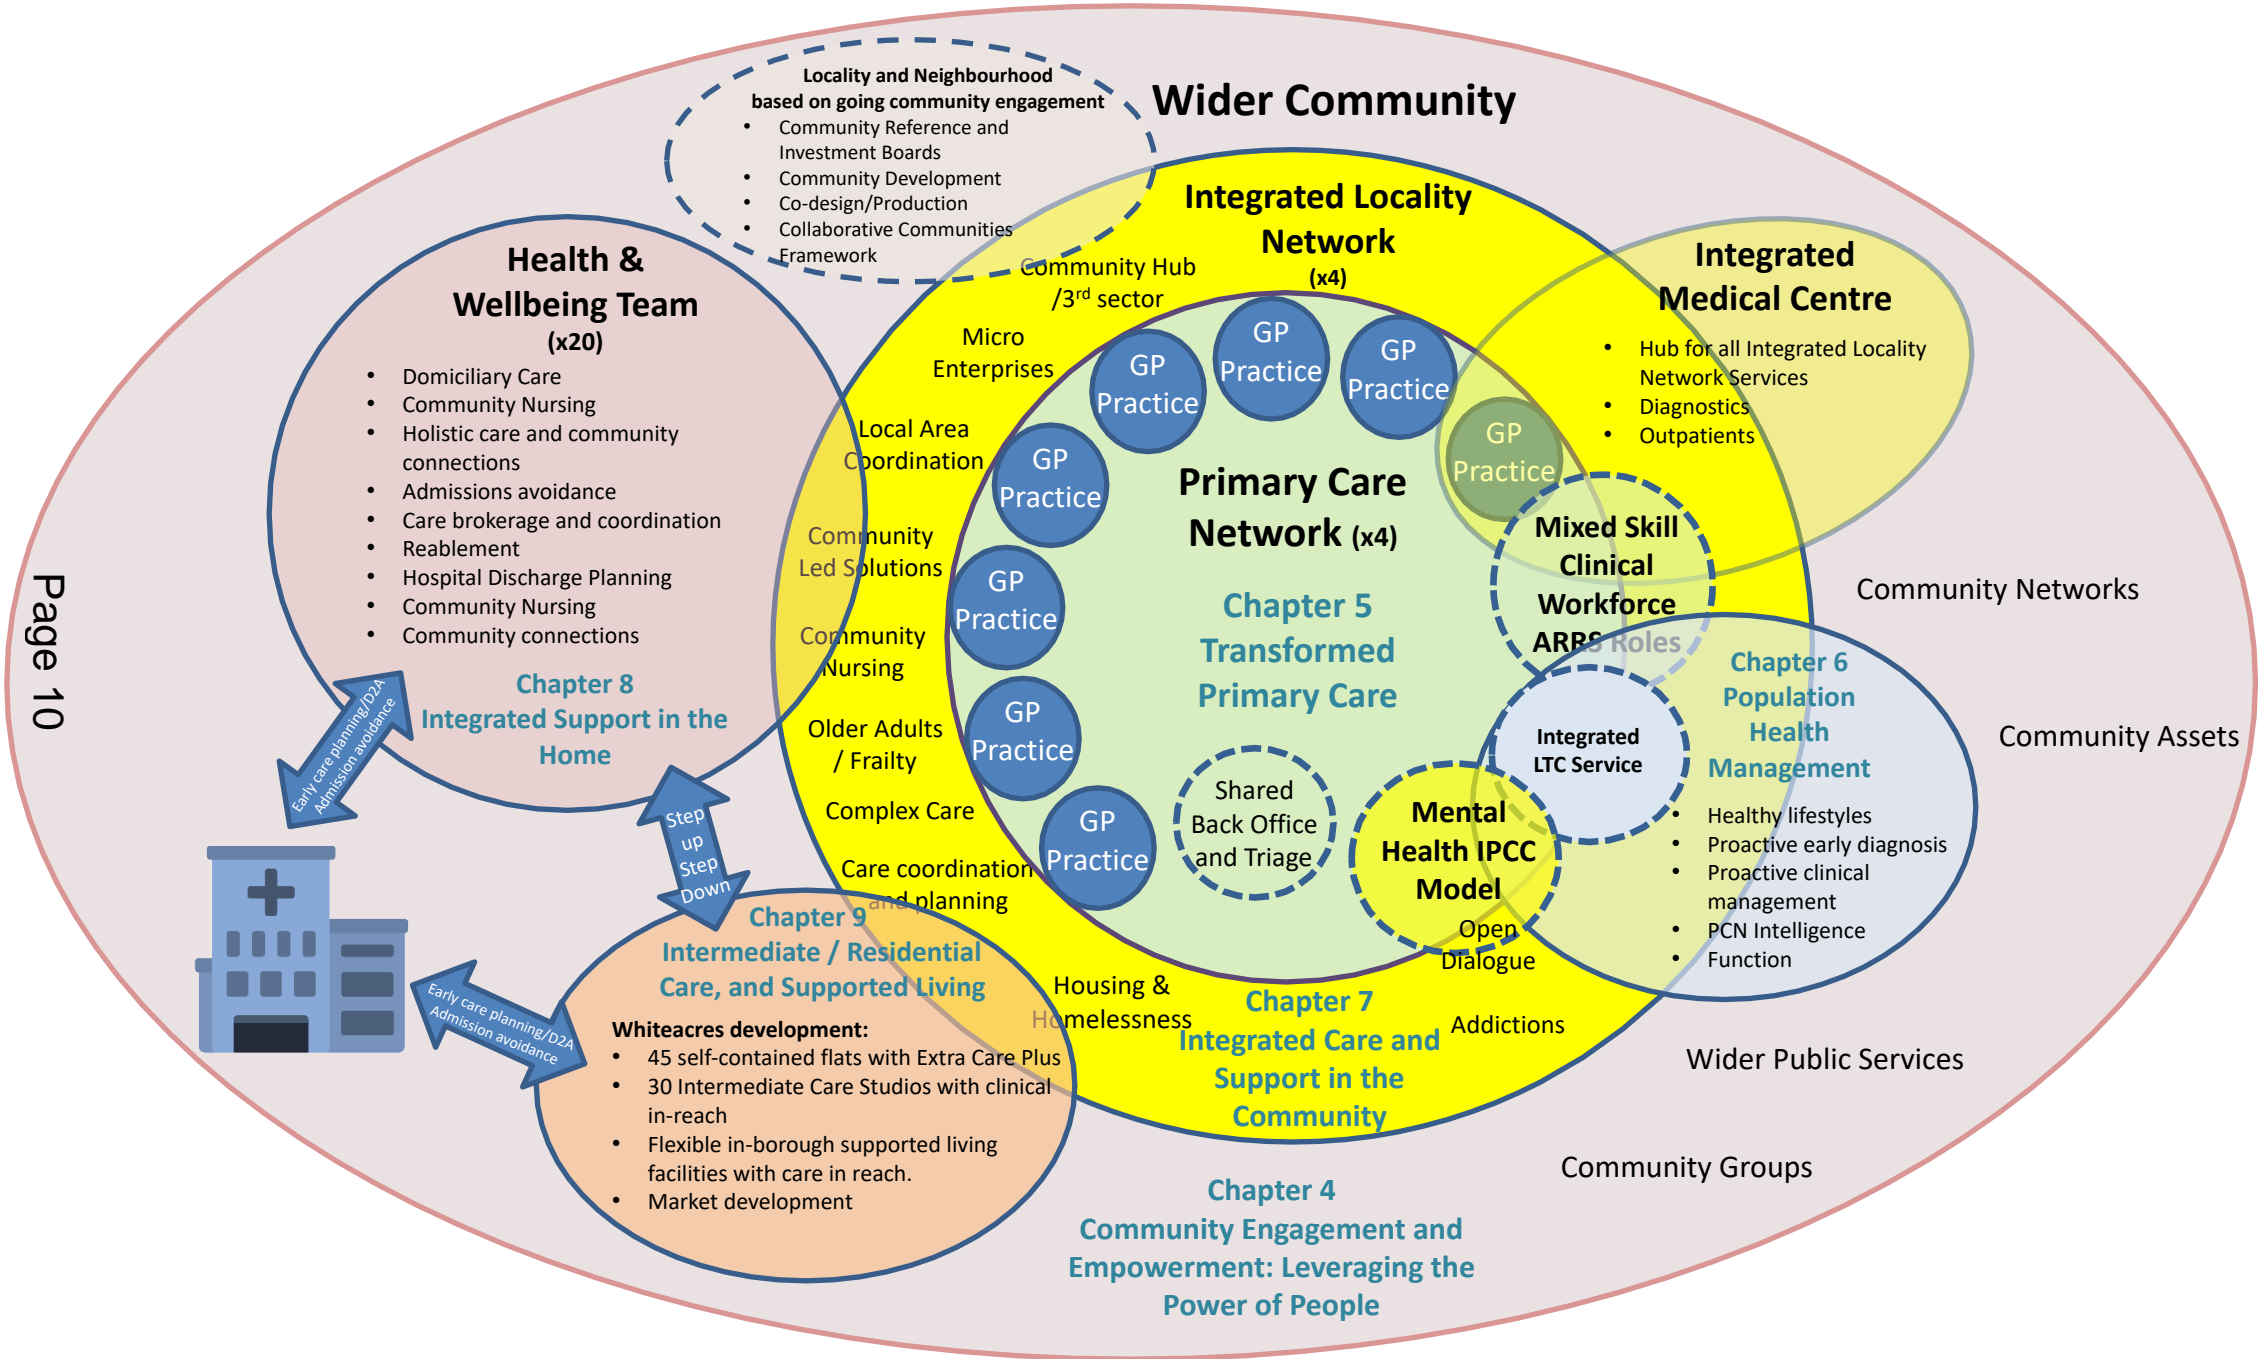 Page 10
Locality and Neighbourhood
based on going community engagement
• Community Reference and
Investment Boards
• Community Development
• Co-design/Production
• Collaborative Communities
Framework
Wider Community
Health &
Wellbeing Team
(x20)
• Domiciliary Care
• Community Nursing
• Holistic care and community
connections
• Admissions avoidance
• Care brokerage and coordination
• Reablement
• Hospital Discharge Planning
• Community Nursing
• Community connections
Chapter 8
Integrated Support in the
Home
Early care planning/D2A
Admission avoidance
Step
up
Step
Down
Early care planning/D2A
Admission avoidance
Chapter 9
Intermediate / Residential
Care, and Supported Living
Whiteacres development:
• 45 self-contained flats with Extra Care Plus
• 30 Intermediate Care Studios with clinical
in-reach
• Flexible in-borough supported living
facilities with care in reach.
• Market development
Integrated Locality
Network
(x4)
Community Hub
/3rd sector
Micro
Enterprises
Local Area
Coordination
Community
Led Solutions
Community
Nursing
Older Adults
/ Frailty
Complex Care
Care coordination
and planning
Housing &
Homelessness
Chapter 7
Integrated Care and
Support in the
Community
Addictions
Open
Dialogue
GP
Practice
GP
Practice
GP
Practice
GP
Practice
GP
Practice
GP
Practice
GP
Practice
GP
Practice
GP
Practice
Primary Care
Network (x4)
Chapter 5
Transformed
Primary Care
Shared
Back Office
and Triage
Mental
Health IPCC
Model
Integrated
LTC Service
Mixed Skill
Clinical
Workforce
ARRS Roles
Integrated
Medical Centre
• Hub for all Integrated Locality
Network Services
• Diagnostics
• Outpatients
Chapter 6
Population
Health
Management
• Healthy lifestyles
• Proactive early diagnosis
• Proactive clinical
management
• PCN Intelligence
• Function
Community Networks
Community Assets
Wider Public Services
Community Groups
Chapter 4
Community Engagement and
Empowerment: Leveraging the
Power of People